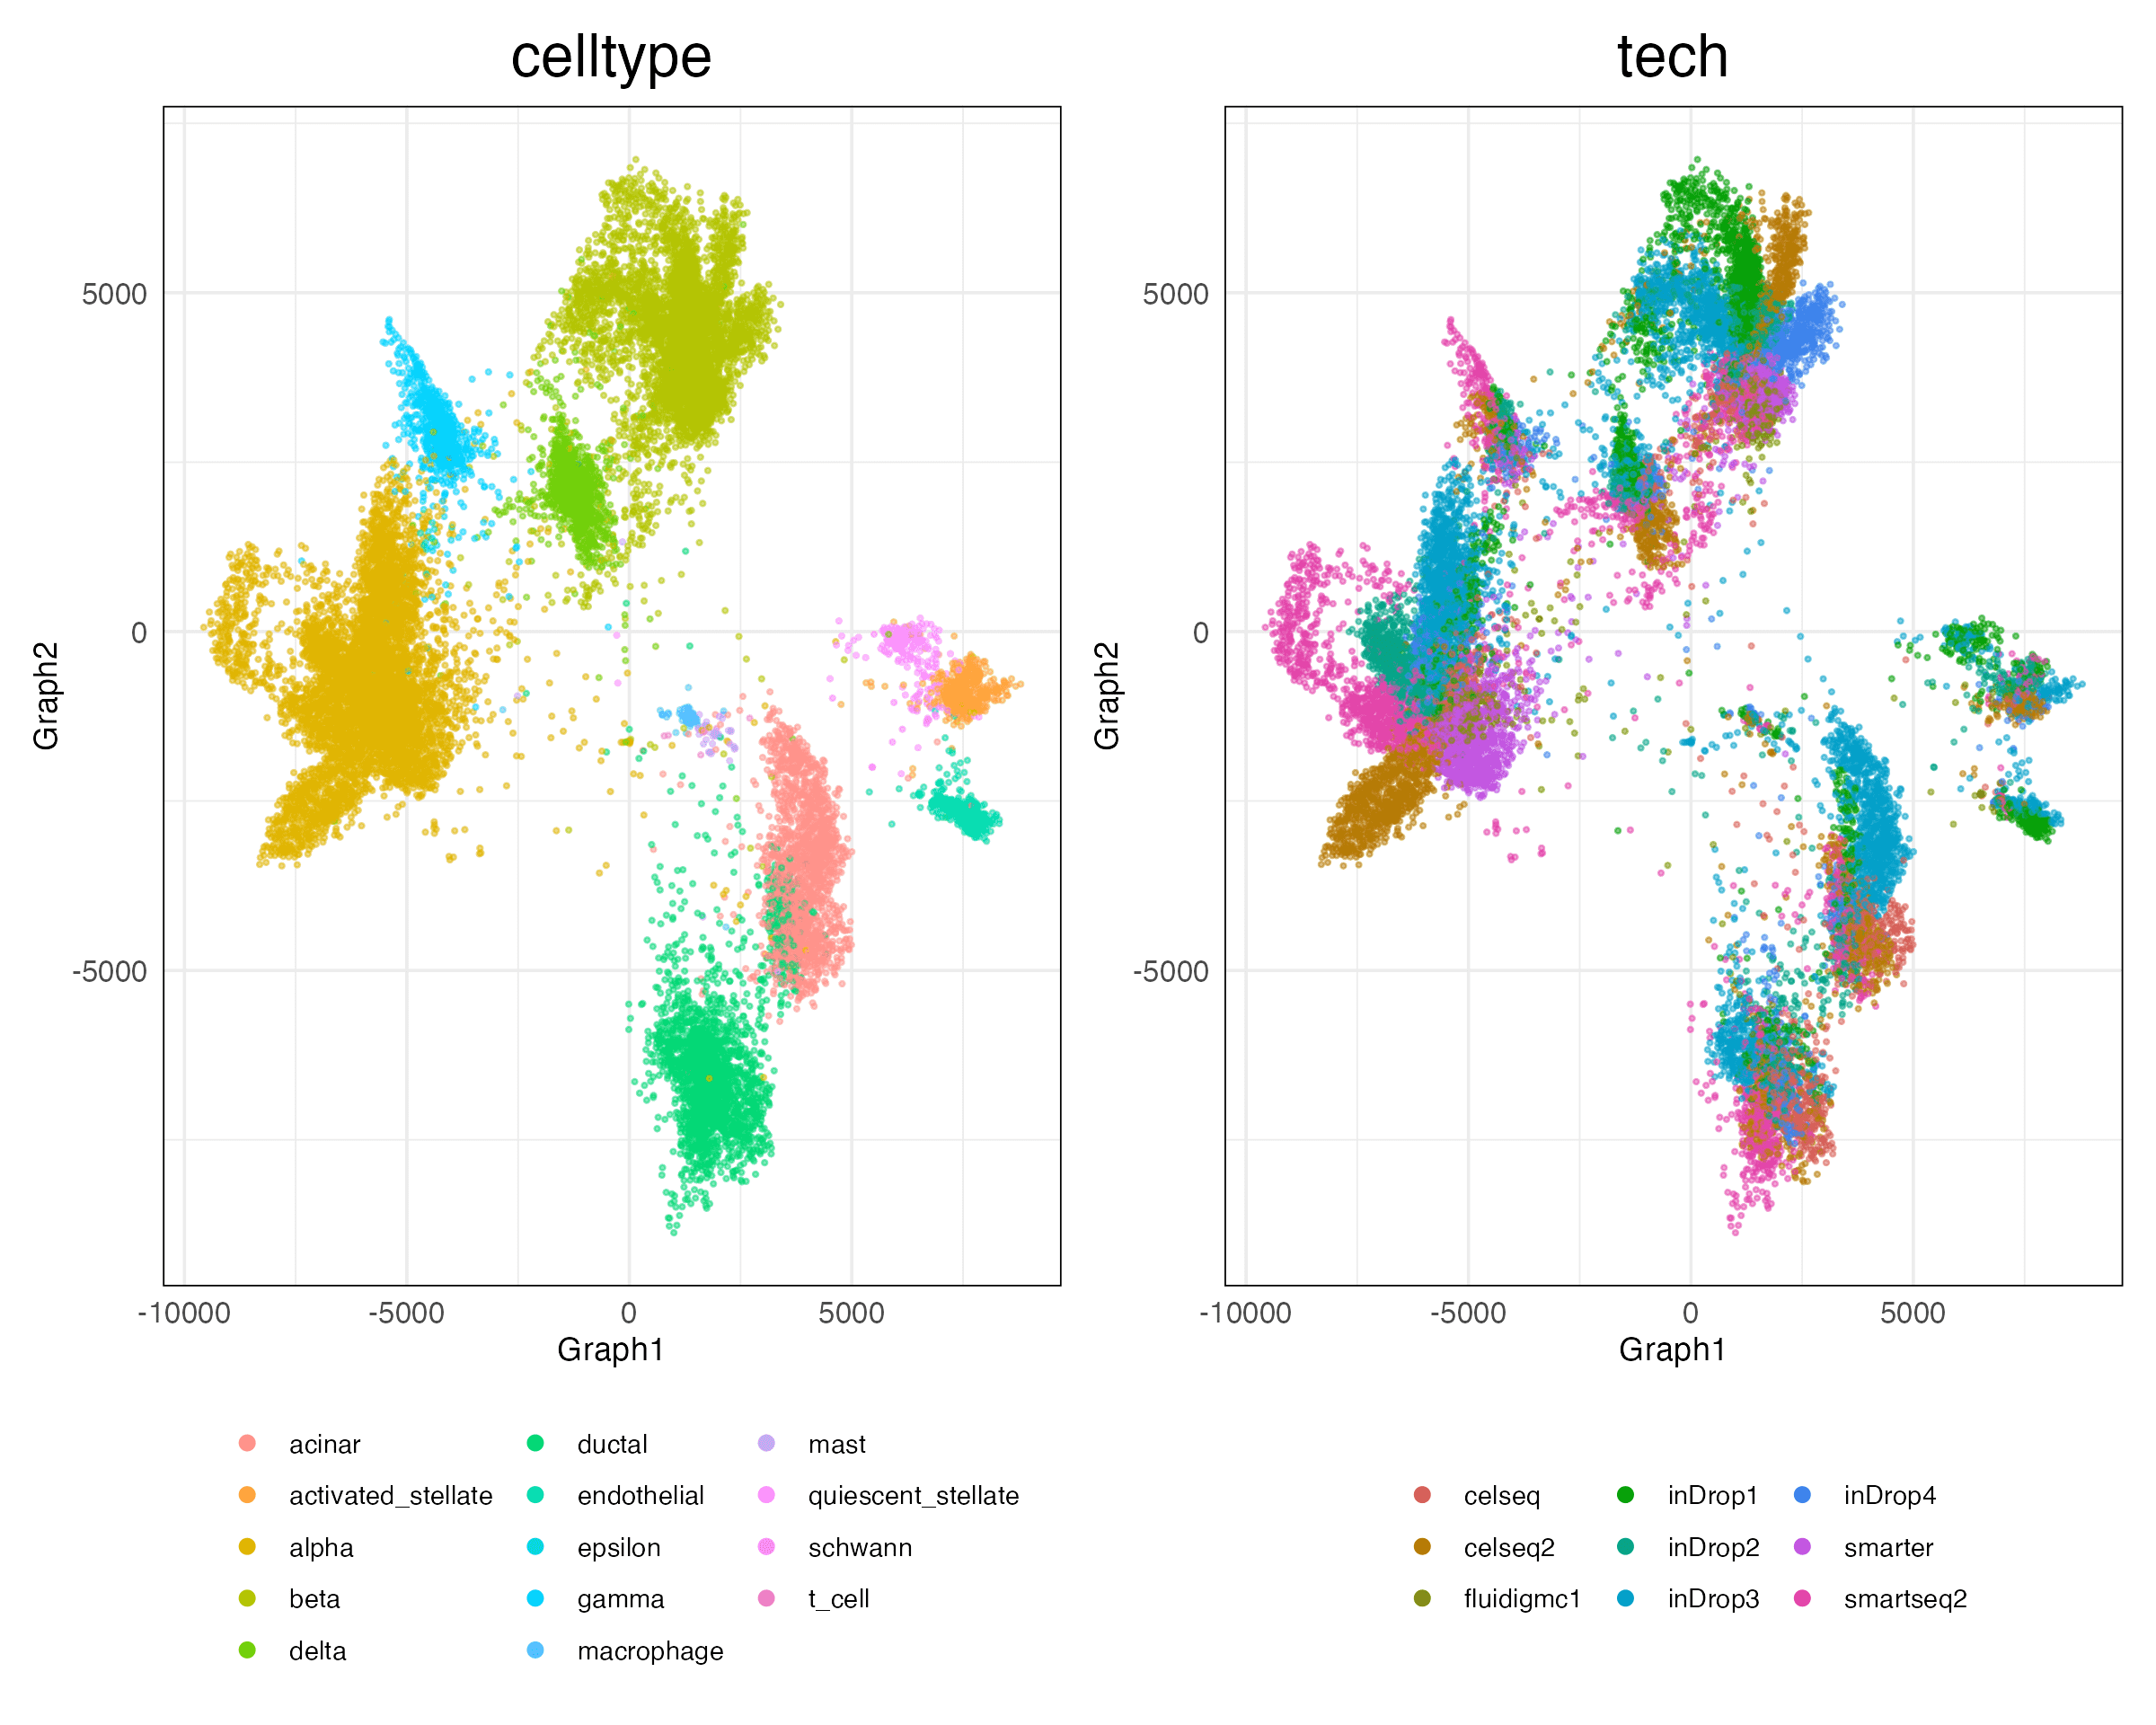 celltype
tech
5000
0
-5000
Graph2
-10000 -5000 0 5000
Graph1
5000
0
-5000
Graph2
-10000 -5000 0 5000
Graph1
acinar
activated_stellate
alpha
beta
delta
ductal
endothelial
epsilon
gamma
macrophage
mast
quiescent_stellate
schwann
t_cell
celseq
celseq2
fluidigmc1
inDrop1
inDrop2
inDrop3
inDrop4
smarter
smartseq2